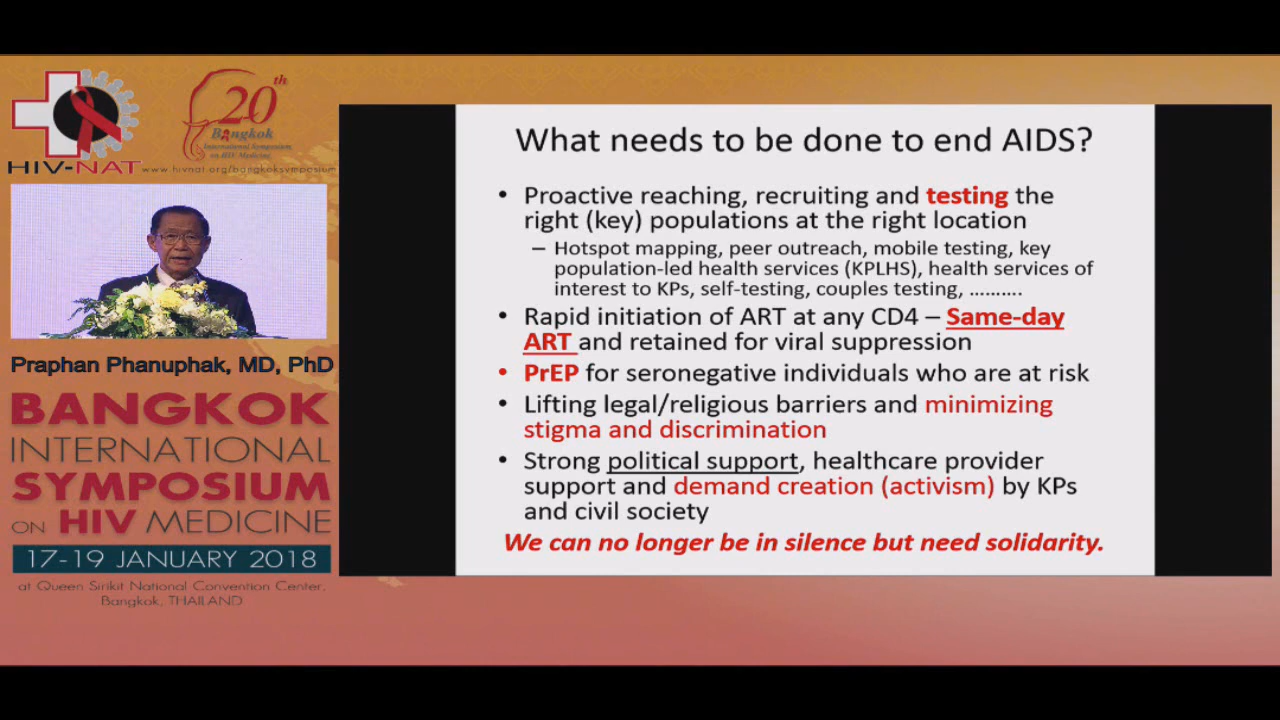 HIV-NAT
20th
Bangkok
International Symposium
on HIV Medicine
www.hivnat.org/bangkoksymposium
Praphan Phanuphak, MD, PhD
BANGKOK
INTERNATIONAL
SYMPOSIUM
ON HIV MEDICINE
17-19 JANUARY 2018
at Queen Sirikit National Convention Center,
Bangkok, THAILAND
What needs to be done to end AIDS?
• Proactive reaching, recruiting and testing the
right (key) populations at the right location
– Hotspot mapping, peer outreach, mobile testing, key
population-led health services (KPLHS), health services of
interest to KPs, self-testing, couples testing, ……….
• Rapid initiation of ART at any CD4 – Same-day
ART and retained for viral suppression
• PrEP for seronegative individuals who are at risk
• Lifting legal/religious barriers and minimizing
stigma and discrimination
• Strong political support, healthcare provider
support and demand creation (activism) by KPs
and civil society
We can no longer be in silence but need solidarity.